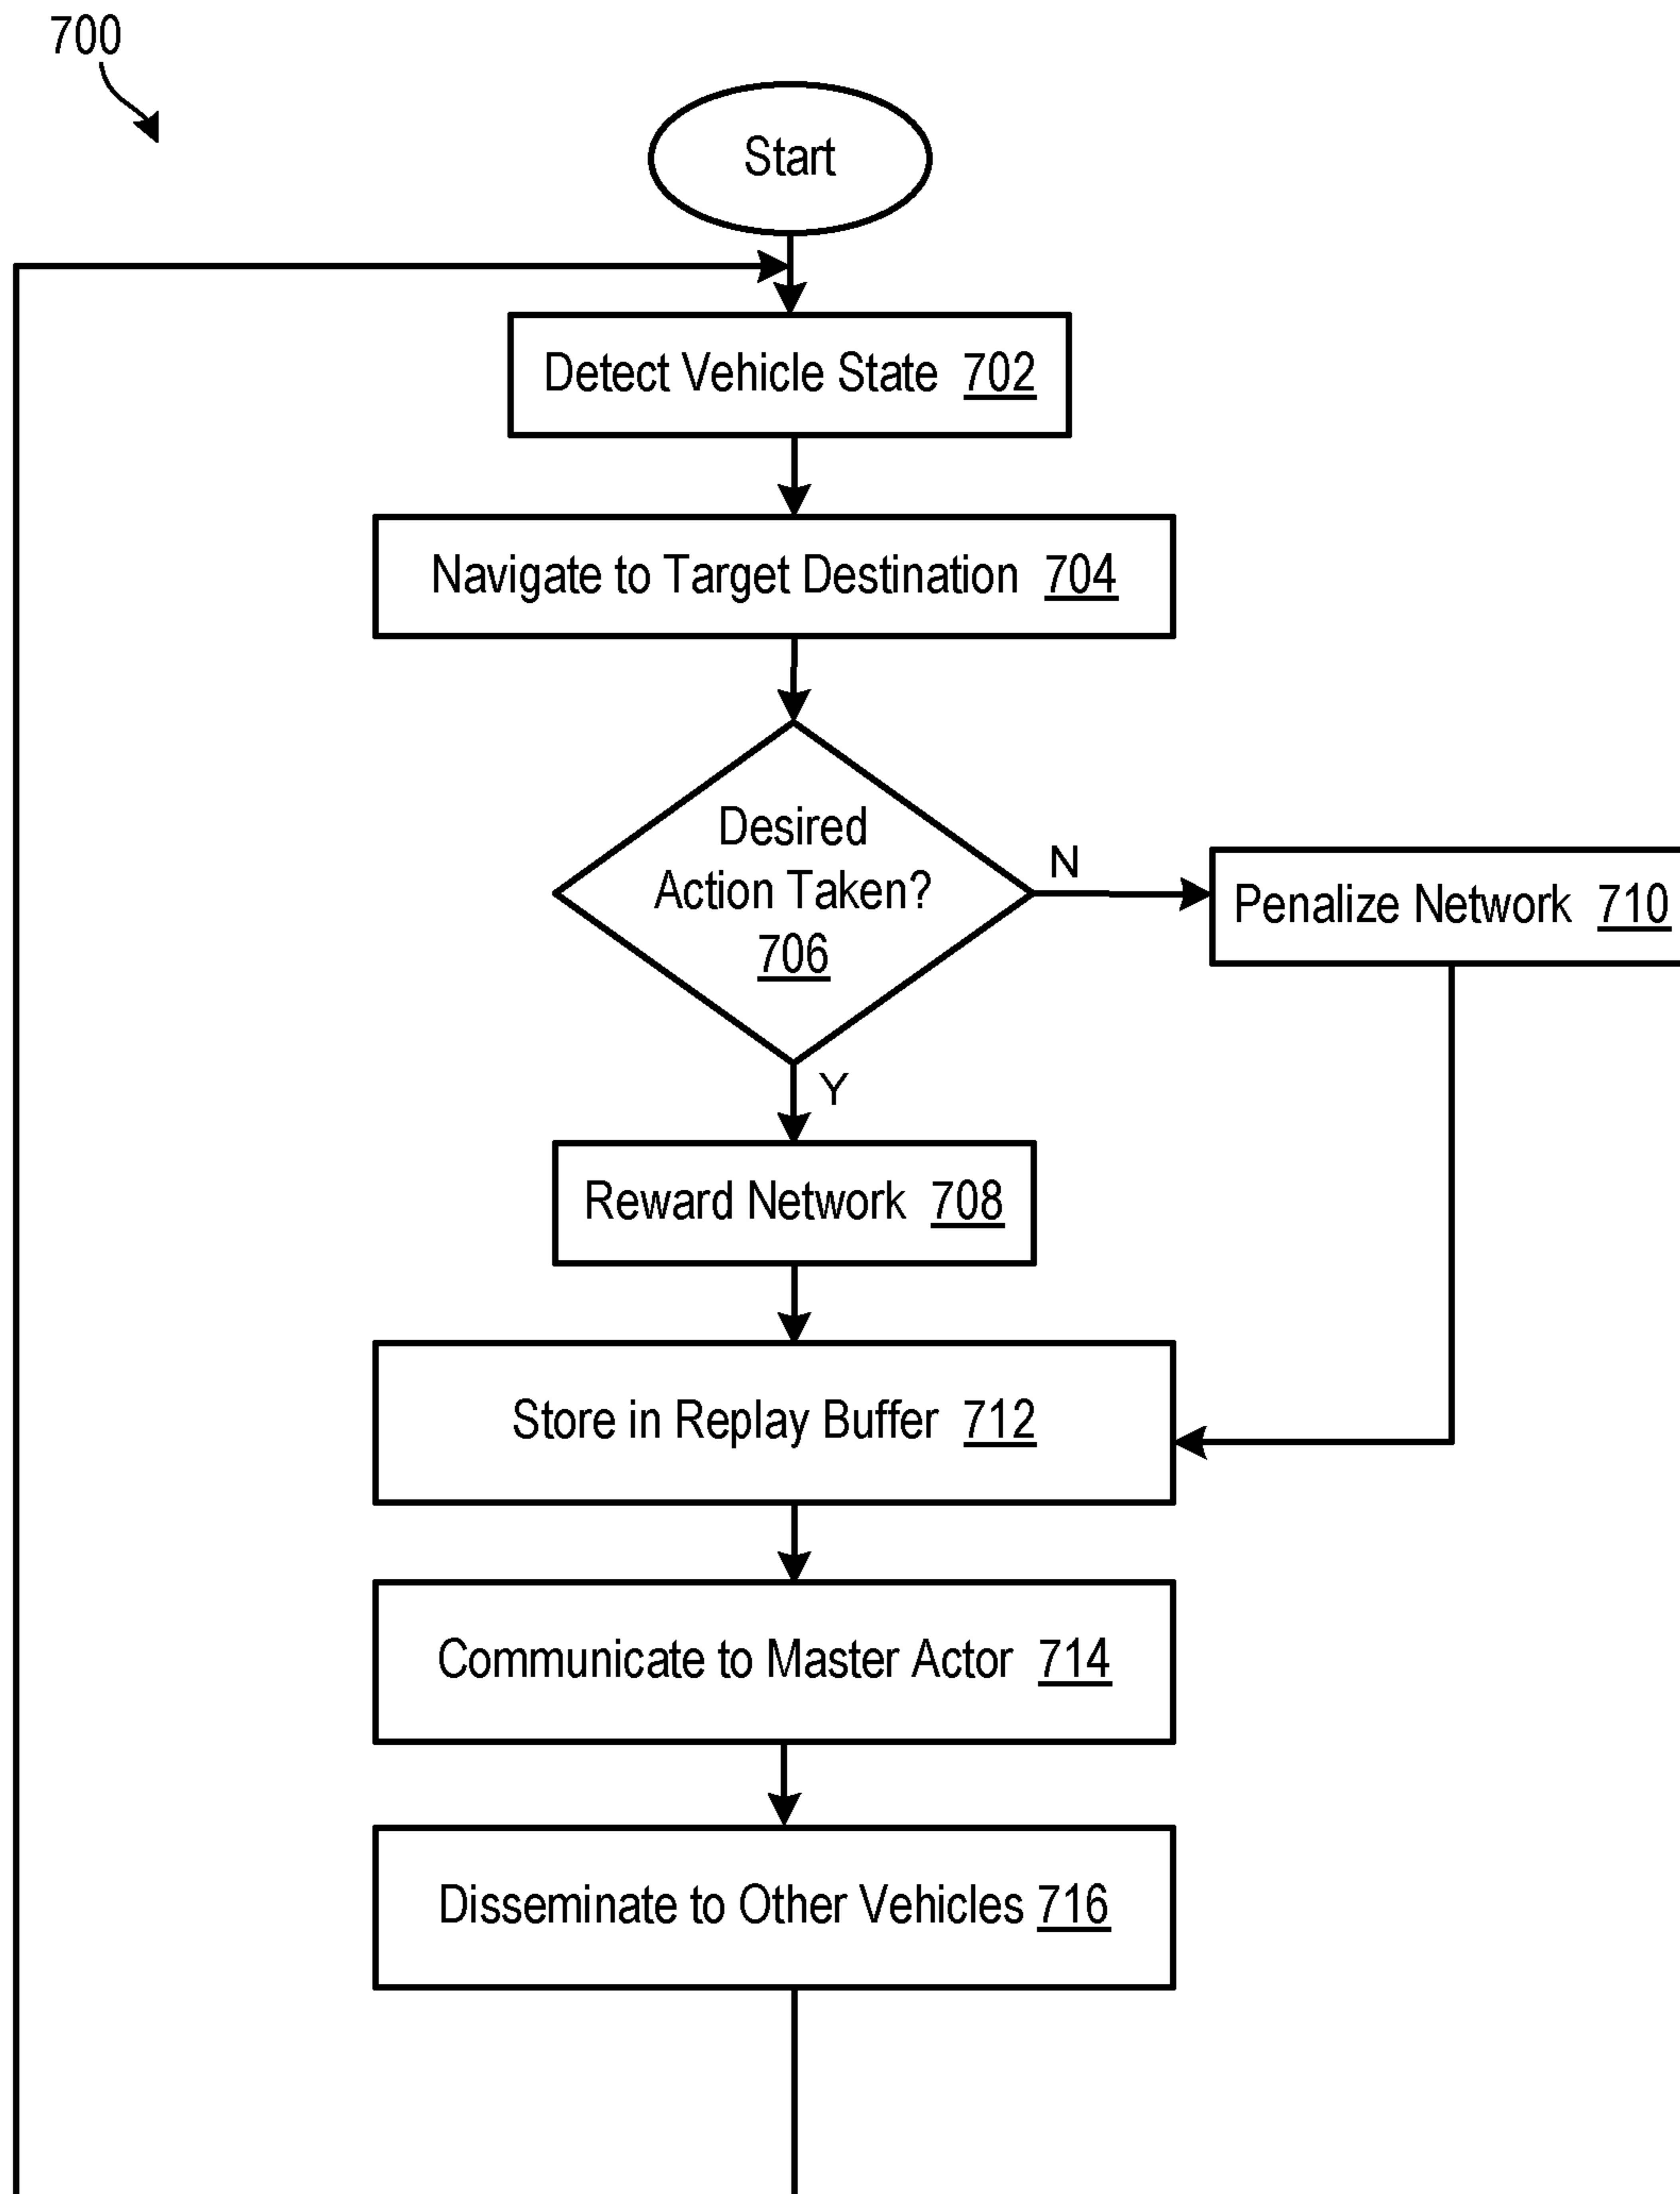 700
Start
Detect Vehicle State 702
Navigate to Target Destination 704
Desired
Action Taken?
706
N
Penalize Network 710
Y
Reward Network 708
Store in Replay Buffer 712
Communicate to Master Actor 714
Disseminate to Other Vehicles 716